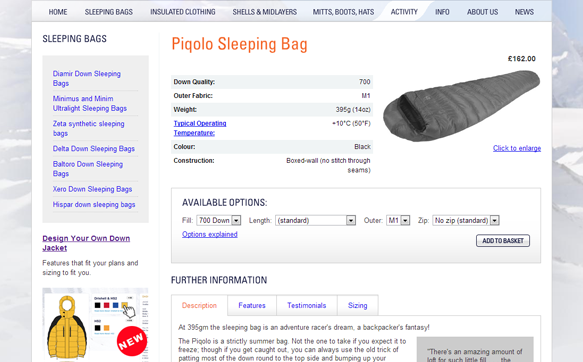 HOME SLEEPING BAGS INSULATED CLOTHING SHELLS & MIDLAYERS MITTS, BOOTS, HATS ACTIVITY INFO ABOUT US NEWS
SLEEPING BAGS
Diamir Down Sleeping
Bags
Minimus and Minim
Ultralight Sleeping Bags
Zeta synthetic sleeping
bags
Delta Down Sleeping Bags
Baltoro Down Sleeping
Bags
Xero Down Sleeping Bags
Hispar down sleeping bags
Design Your Own Down
Jacket
Features that fit your plans and
sizing to fit you.
NEW
Piqolo Sleeping Bag
£162.00
Down Quality: 700
Outer Fabric: M1
Weight: 395g (14oz)
Typical Operating
Temperature: +10°C (50°F)
Colour: Black
Construction: Boxed-wall (no stitch through
seams)
Click to enlarge
AVAILABLE OPTIONS:
Fill: 700 Down Length: (standard) Outer: M1 Zip: No zip (standard)
Options explained
ADD TO BASKET
FURTHER INFORMATION
Description Features Testimonials Sizing
At 395gm the sleeping bag is an adventure racer's dream, a backpacker's fantasy!
The Piqolo is a strictly summer bag. Not the one to take if you expect it to
freeze; though if you get caught out, you can always use the old trick of
patting most of the down round to the top side and bumping up your
"There's an amazing amount of
loft for such little fill